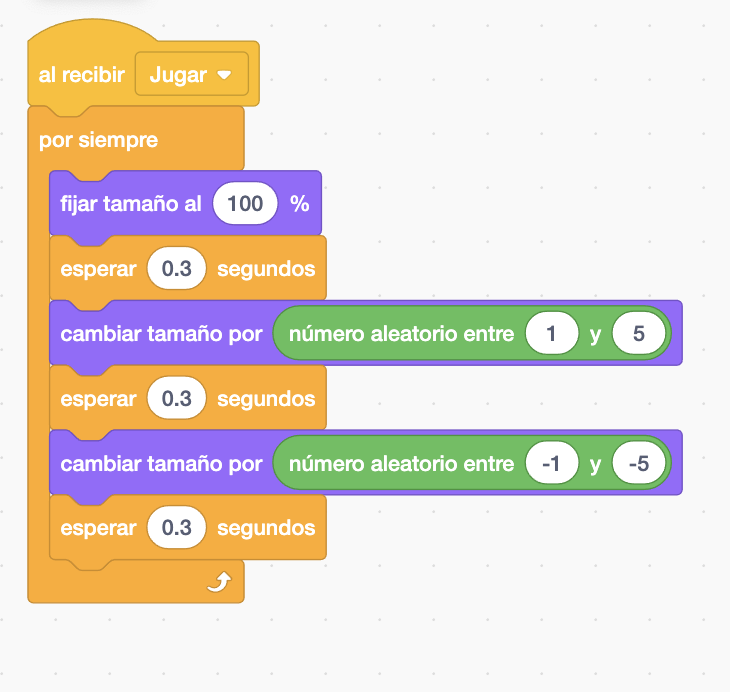 al recibir Jugar
por siempre
fijar tamaño al 100 %
esperar 0.3 segundos
cambiar tamaño por número aleatorio entre 1 y 5
esperar 0.3 segundos
cambiar tamaño por número aleatorio entre -1 y -5
esperar 0.3 segundos